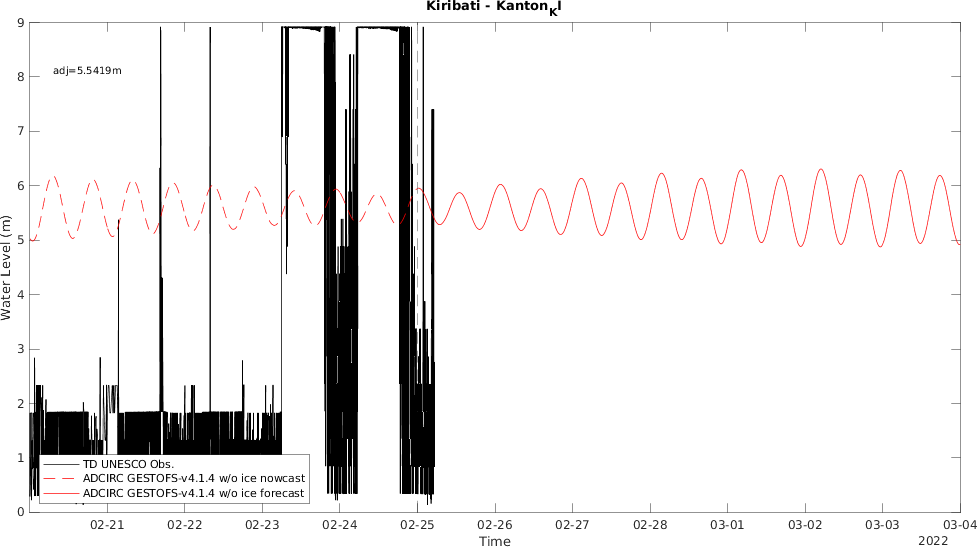 Kiribati - Kanton_Kl
adj=5.5419m
Water Level (m)
9
8
7
6
5
4
3
2
1
0
TD UNESCO Obs.
ADCIRC GESTOFS-v4.1.4 w/o ice nowcast
ADCIRC GESTOFS-v4.1.4 w/o ice forecast
02-21 02-22 02-23 02-24 02-25 02-26 02-27 02-28 03-01 03-02 03-03 03-04
Time
2022